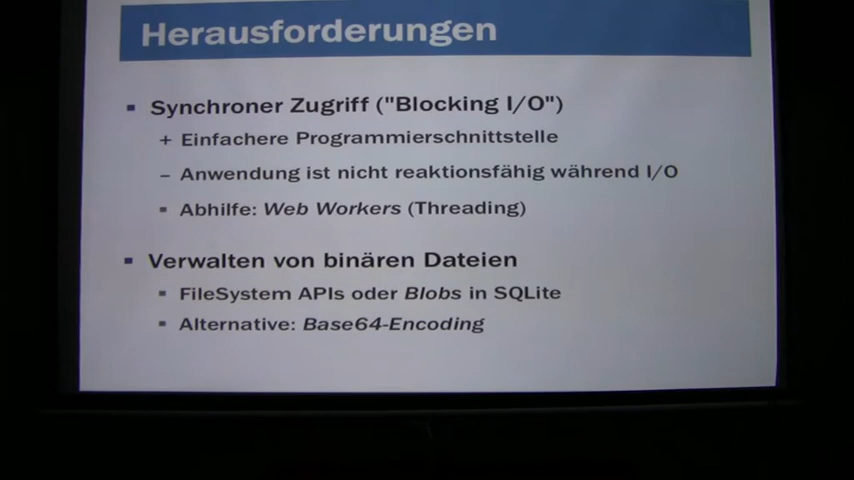 Herausforderungen
▪ Synchroner Zugriff ("Blocking I/O")
+ Einfachere Programmierschnittstelle
– Anwendung ist nicht reaktionsfähig während I/O
▪ Abhilfe: Web Workers (Threading)
▪ Verwalten von binären Dateien
▪ FileSystem APIs oder Blobs in SQLite
▪ Alternative: Base64-Encoding